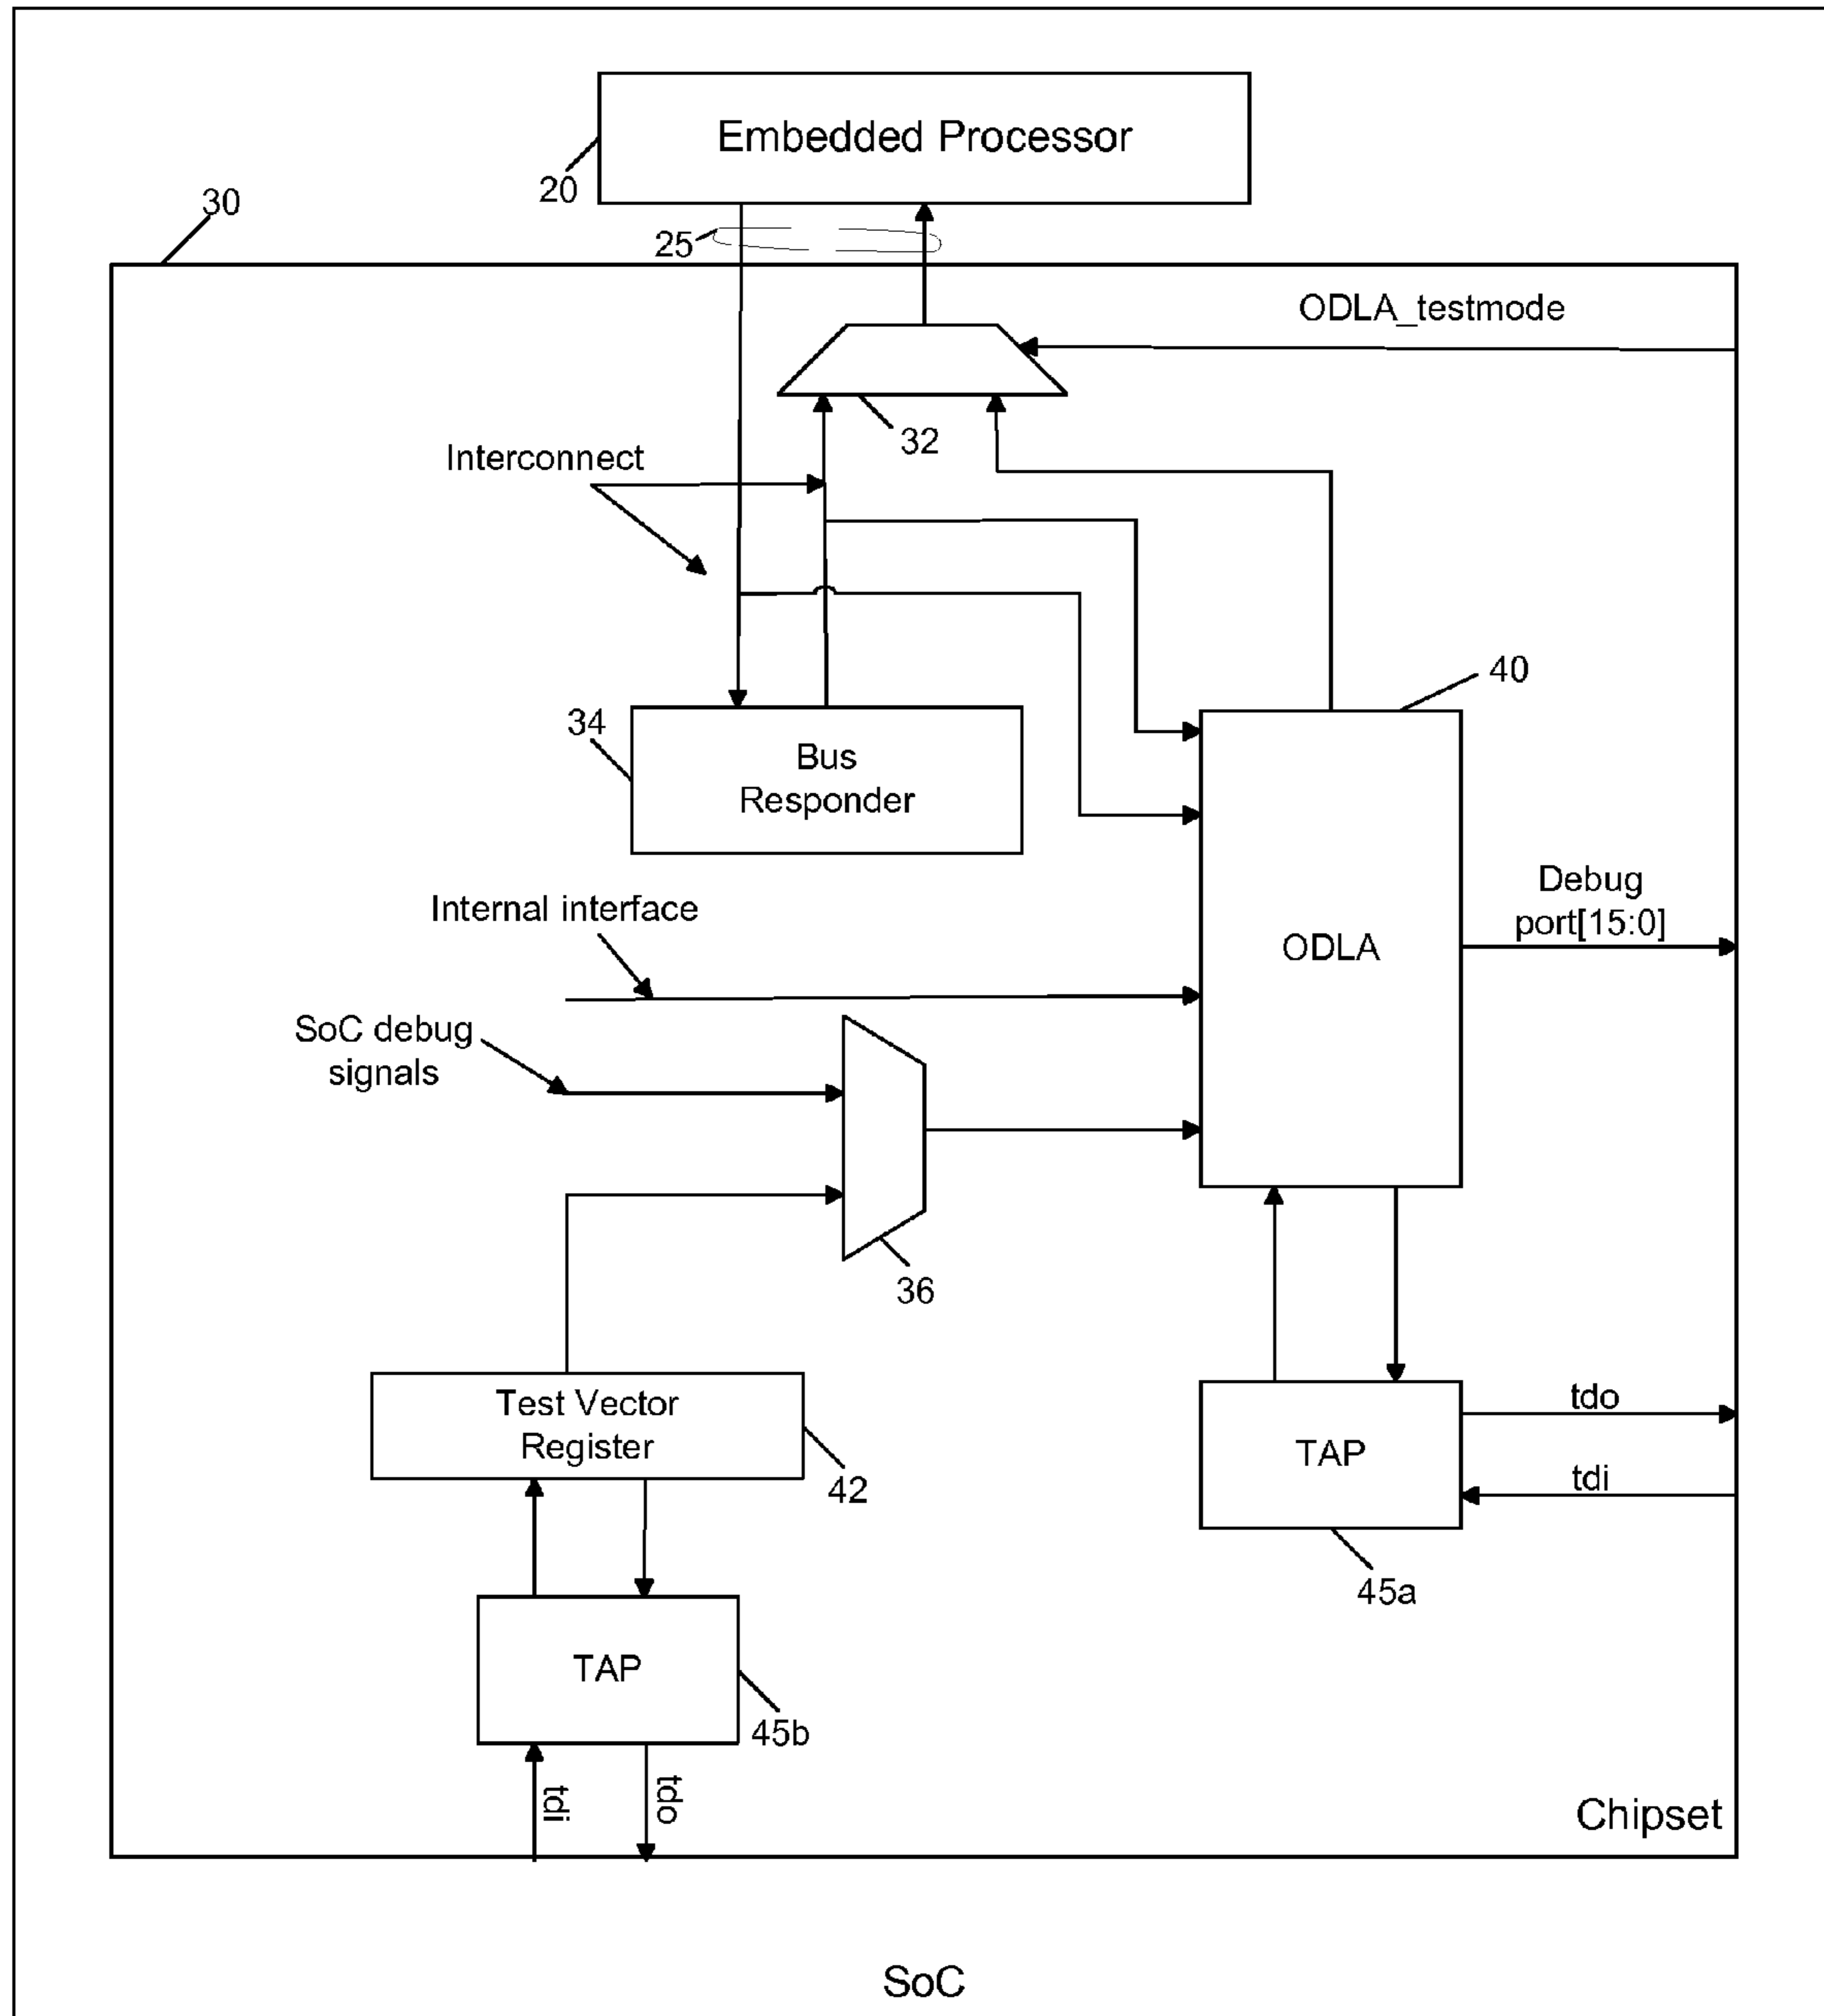 Embedded Processor
20
30
25
ODLA_testmode
32
Interconnect
40
34
Bus
Responder
Debug
port[15:0]
Internal interface
ODLA
SoC debug
signals
36
Test Vector
Register
42
tdo
TAP
tdi
45a
TAP
45b
tdi
tdo
Chipset
SoC